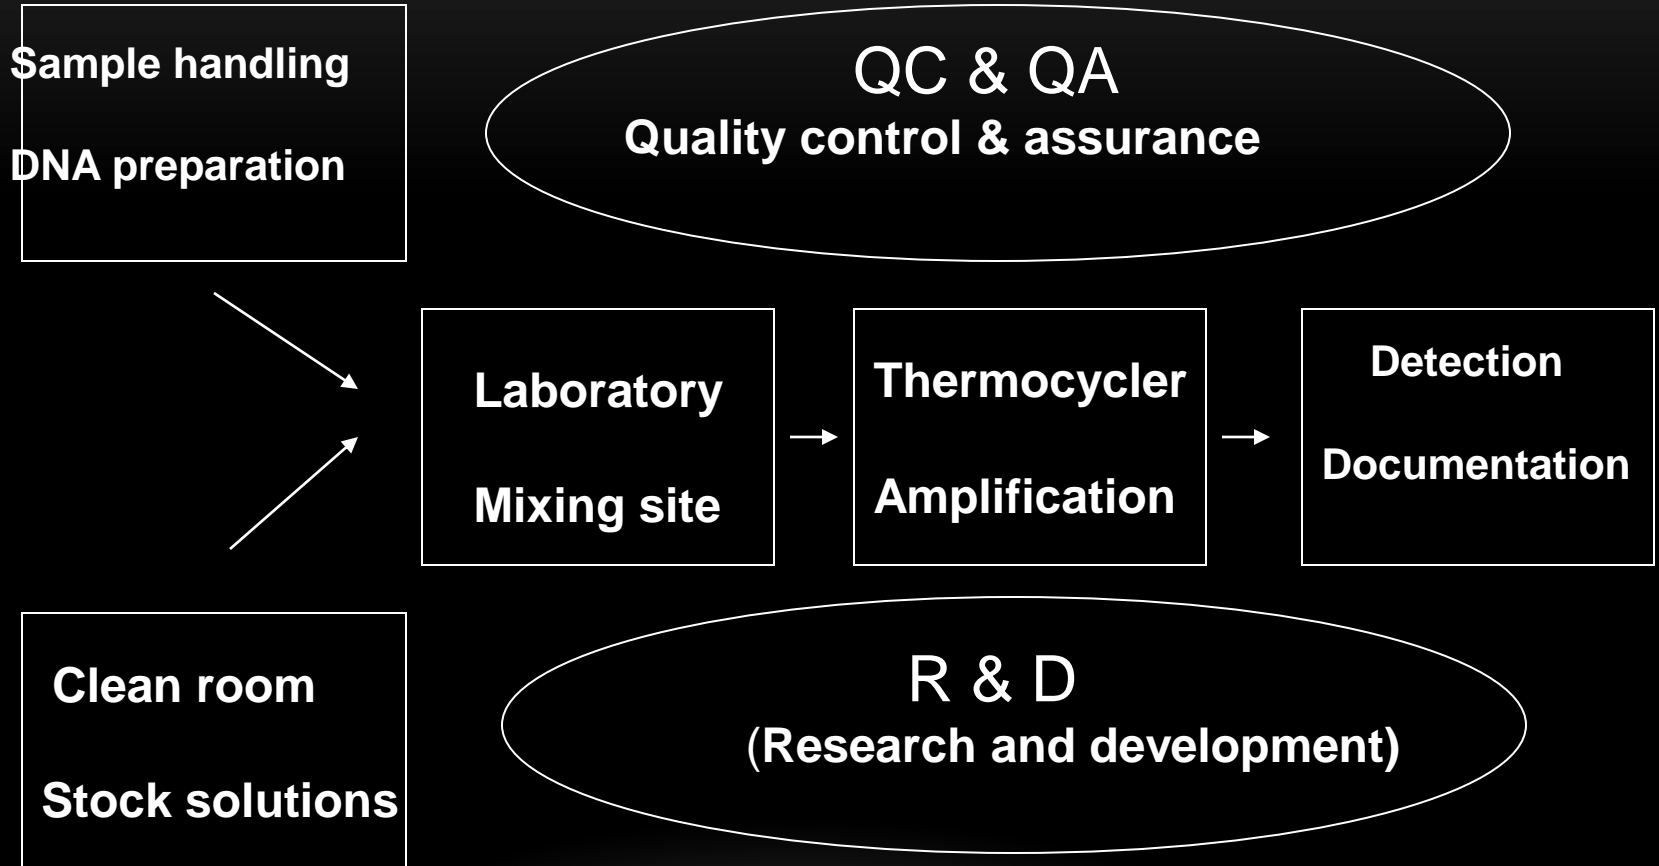 Sample handling
DNA preparation
QC & QA
Quality control & assurance
Laboratory
Mixing site
Thermocycler
Amplification
Detection
Documentation
Clean room
Stock solutions
R & D
(Research and development)